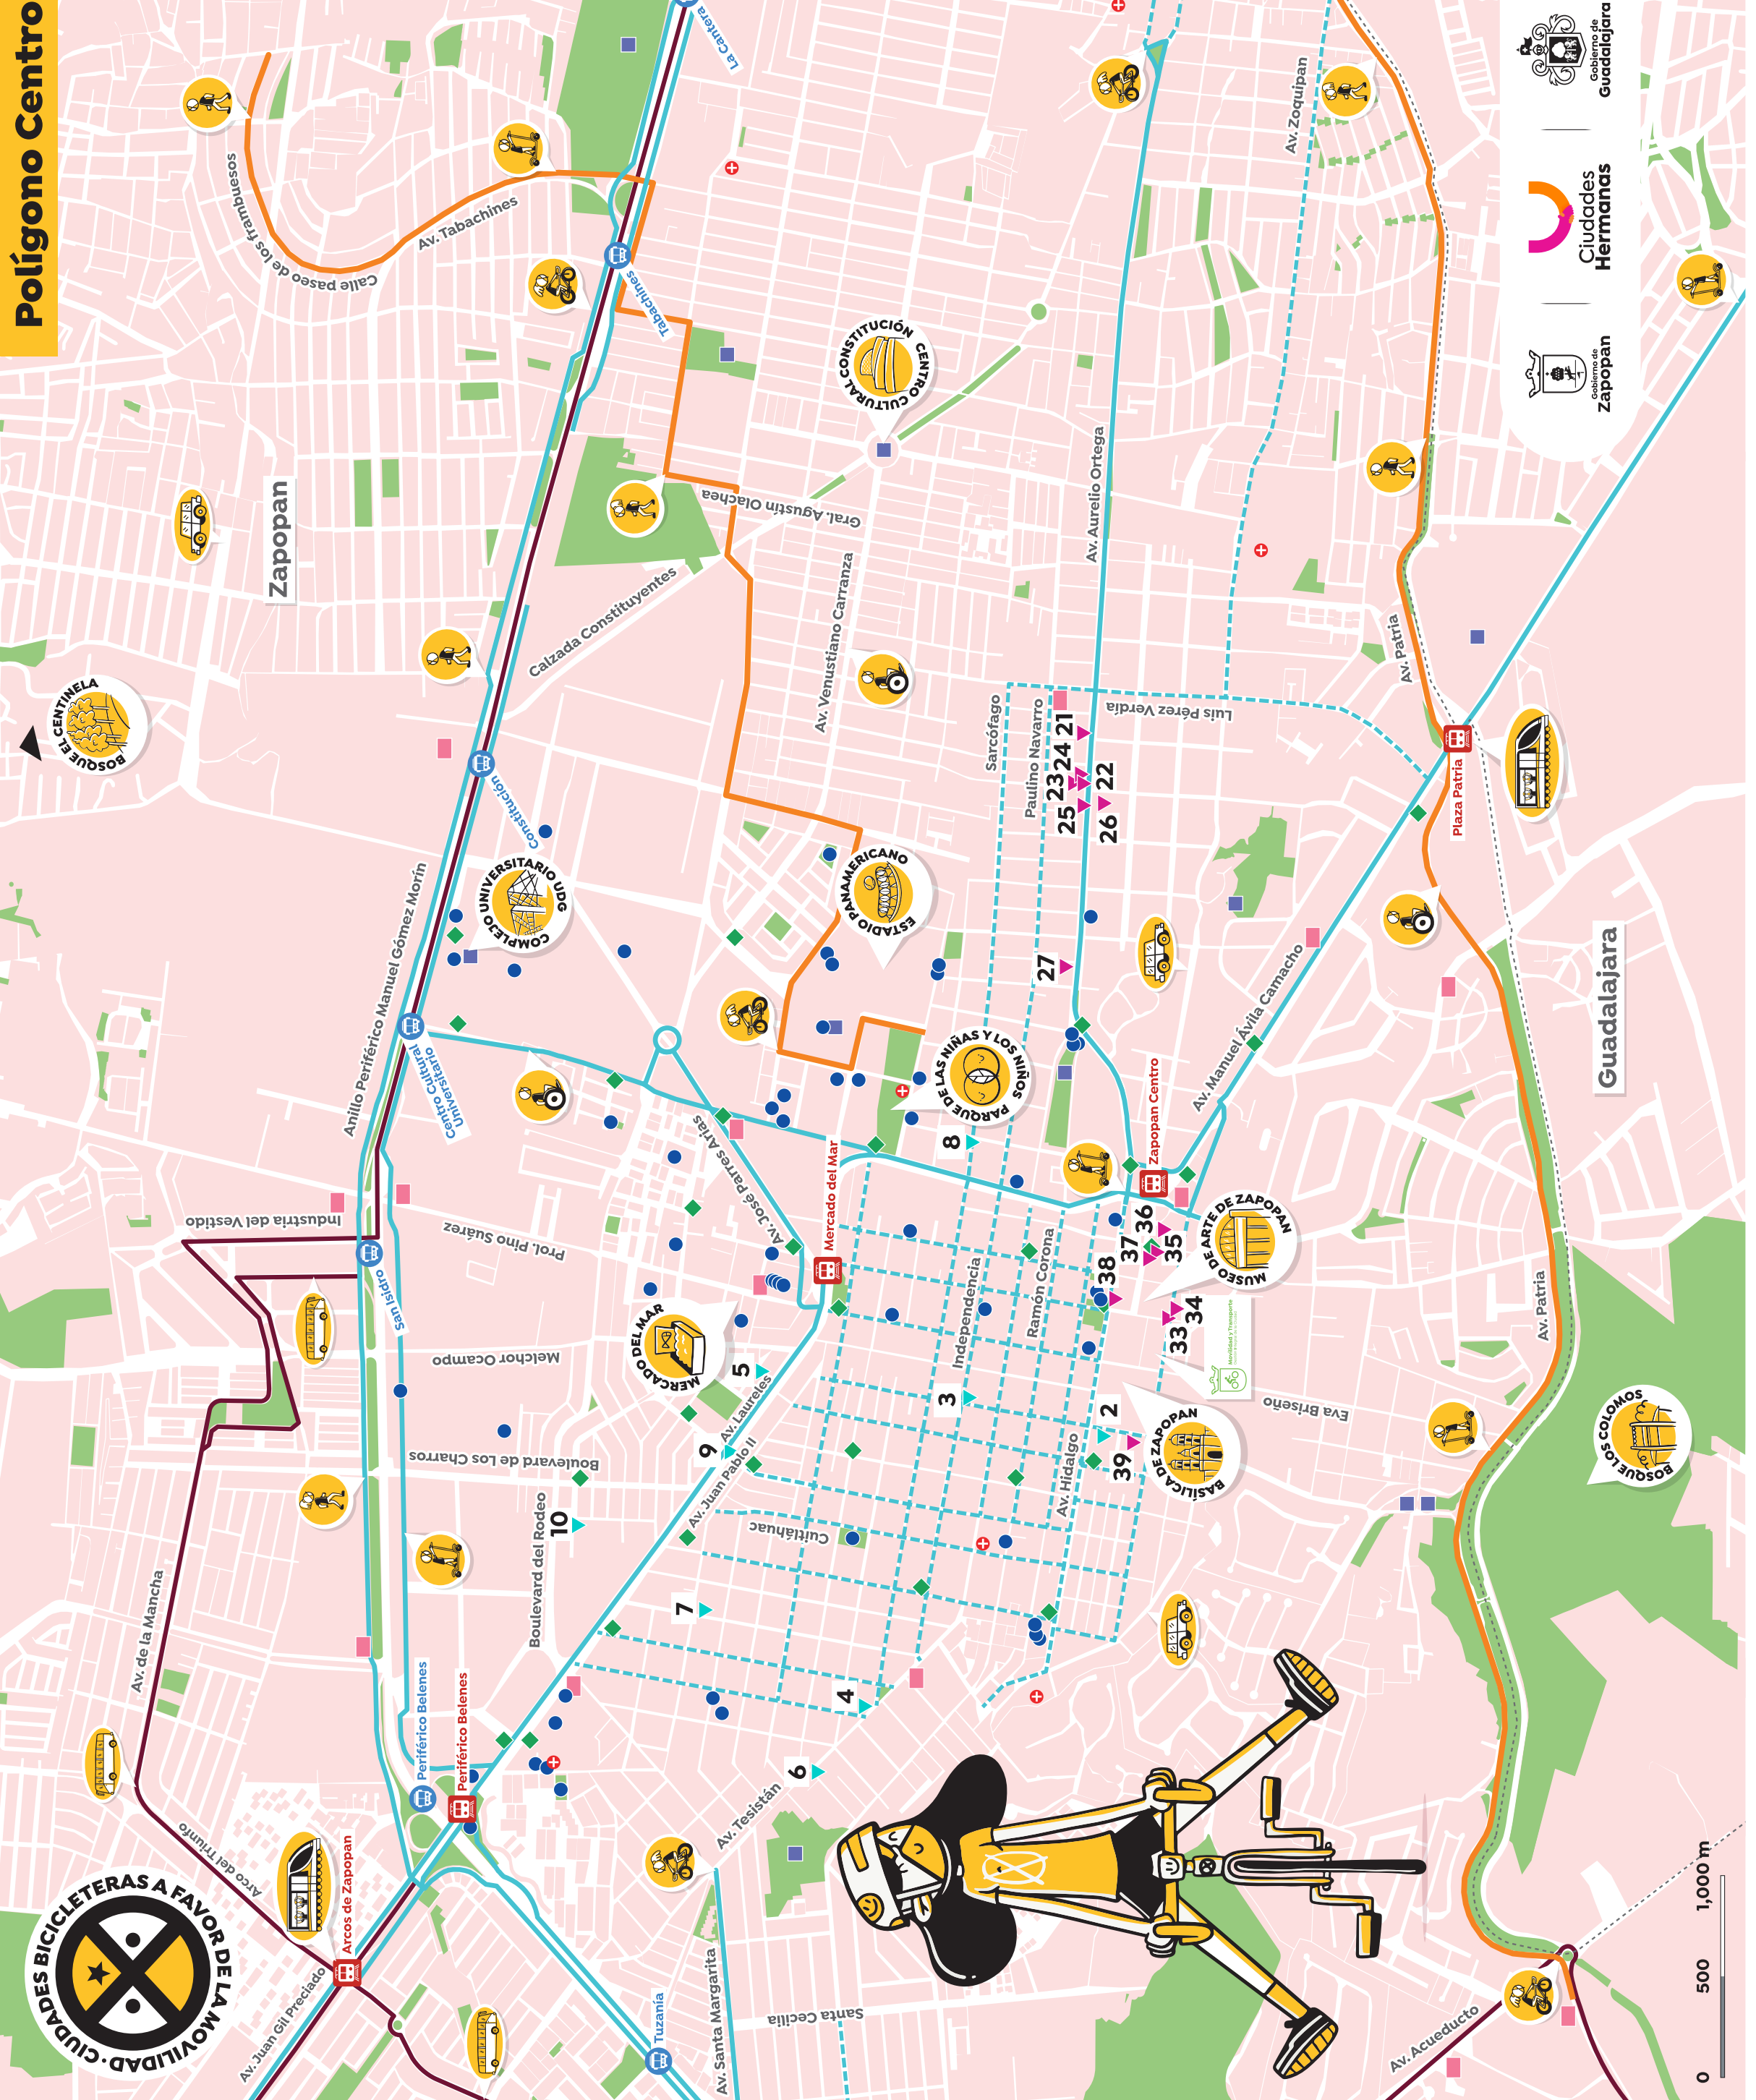 Polígono Centro
CIUDADES BICICLETERAS A FAVOR DE LA MOVILIDAD ·
BOSQUE EL CENTINELA
Zapopan
Calle paseo de los frambuesos
Av. Tabachines
La Cantera
Tabachines
Constitución
Centro Cultural
Universitario
San Isidro
Periférico Belenes
Periférico Belenes
Arcos de Zapopan
Tuzanía
Anillo Periférico Manuel Gómez Morín
Industria del Vestido
Prol. Pino Suárez
Melchor Ocampo
Boulevard de Los Charros
Boulevard del Rodeo
Av. de la Mancha
Arco del Triunfo
Av. Juan Gil Preciado
Av. Santa Margarita
Santa Cecilia
Av. Tesistán
COMPLEJO UNIVERSITARIO UDG
Calzada Constituyentes
Gral. Agustín Olachea
Av. Venustiano Carranza
CENTRO CULTURAL CONSTITUCIÓN
ESTADIO PANAMERICANO
PARQUE DE LAS NIÑAS Y LOS NIÑOS
Av. José Parres Arias
Mercado del Mar
MERCADO DEL MAR
Av. Laureles
Av. Juan Pablo II
Cuitláhuac
Independencia
Ramón Corona
Av. Hidalgo
Sarcófago
Paulino Navarro
Luis Pérez Verdía
Av. Aurelio Ortega
Av. Zoquipan
Av. Patria
Plaza Patria
Av. Manuel Ávila Camacho
Zapopan Centro
MUSEO DE ARTE DE ZAPOPAN
Movilidad y Transporte
BASÍLICA DE ZAPOPAN
Eva Briseño
Av. Patria
Guadalajara
BOSQUE LOS COLOMOS
Av. Acueducto
2
3
4
5
6
7
8
9
10
21
22
23
24
25
26
27
33
34
35
36
37
38
39
0
500
1,000 m
Gobierno de
Zapopan
Ciudades
Hermanas
Gobierno de
Guadalajara